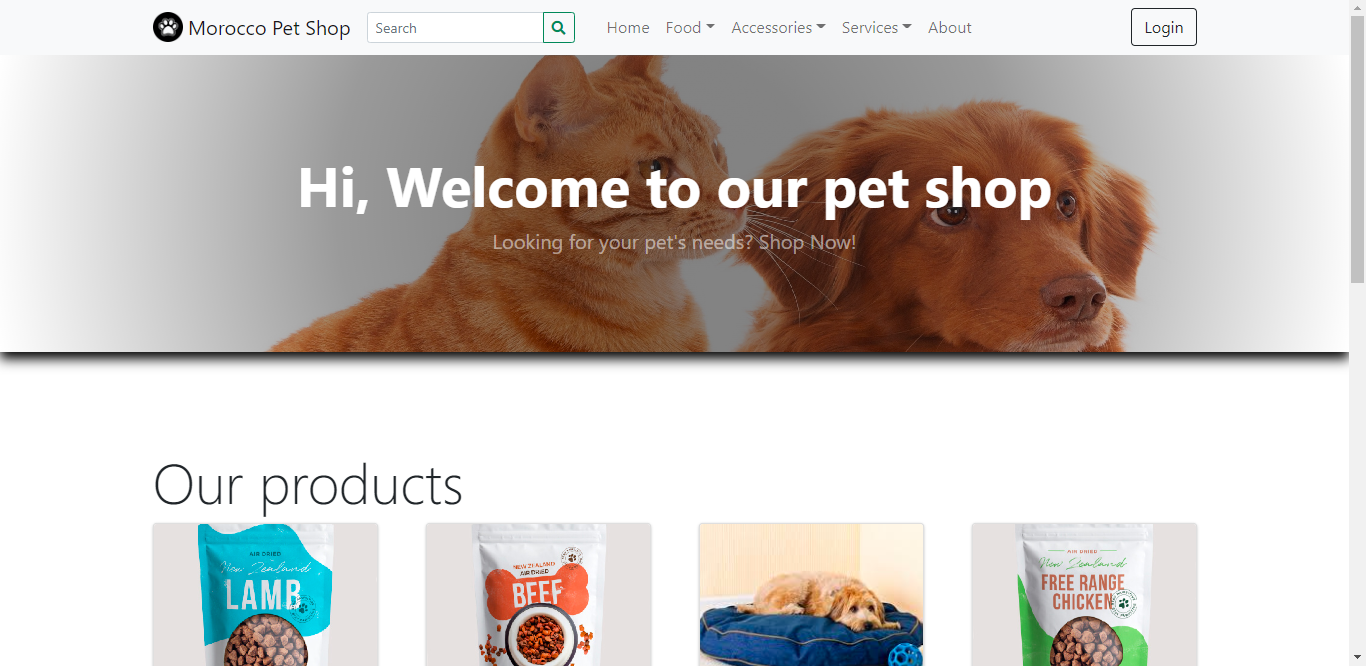 Morocco Pet Shop
Search
Home
Food
Accessories
Services
About
Login
Hi, Welcome to our pet shop
Looking for your pet's needs? Shop Now!
Our products
AIR DRIED
New Zealand
LAMB
NEW ZEALAND
AIR DRIED
BEEF
AIR DRIED
New Zealand
FREE RANGE
CHICKEN